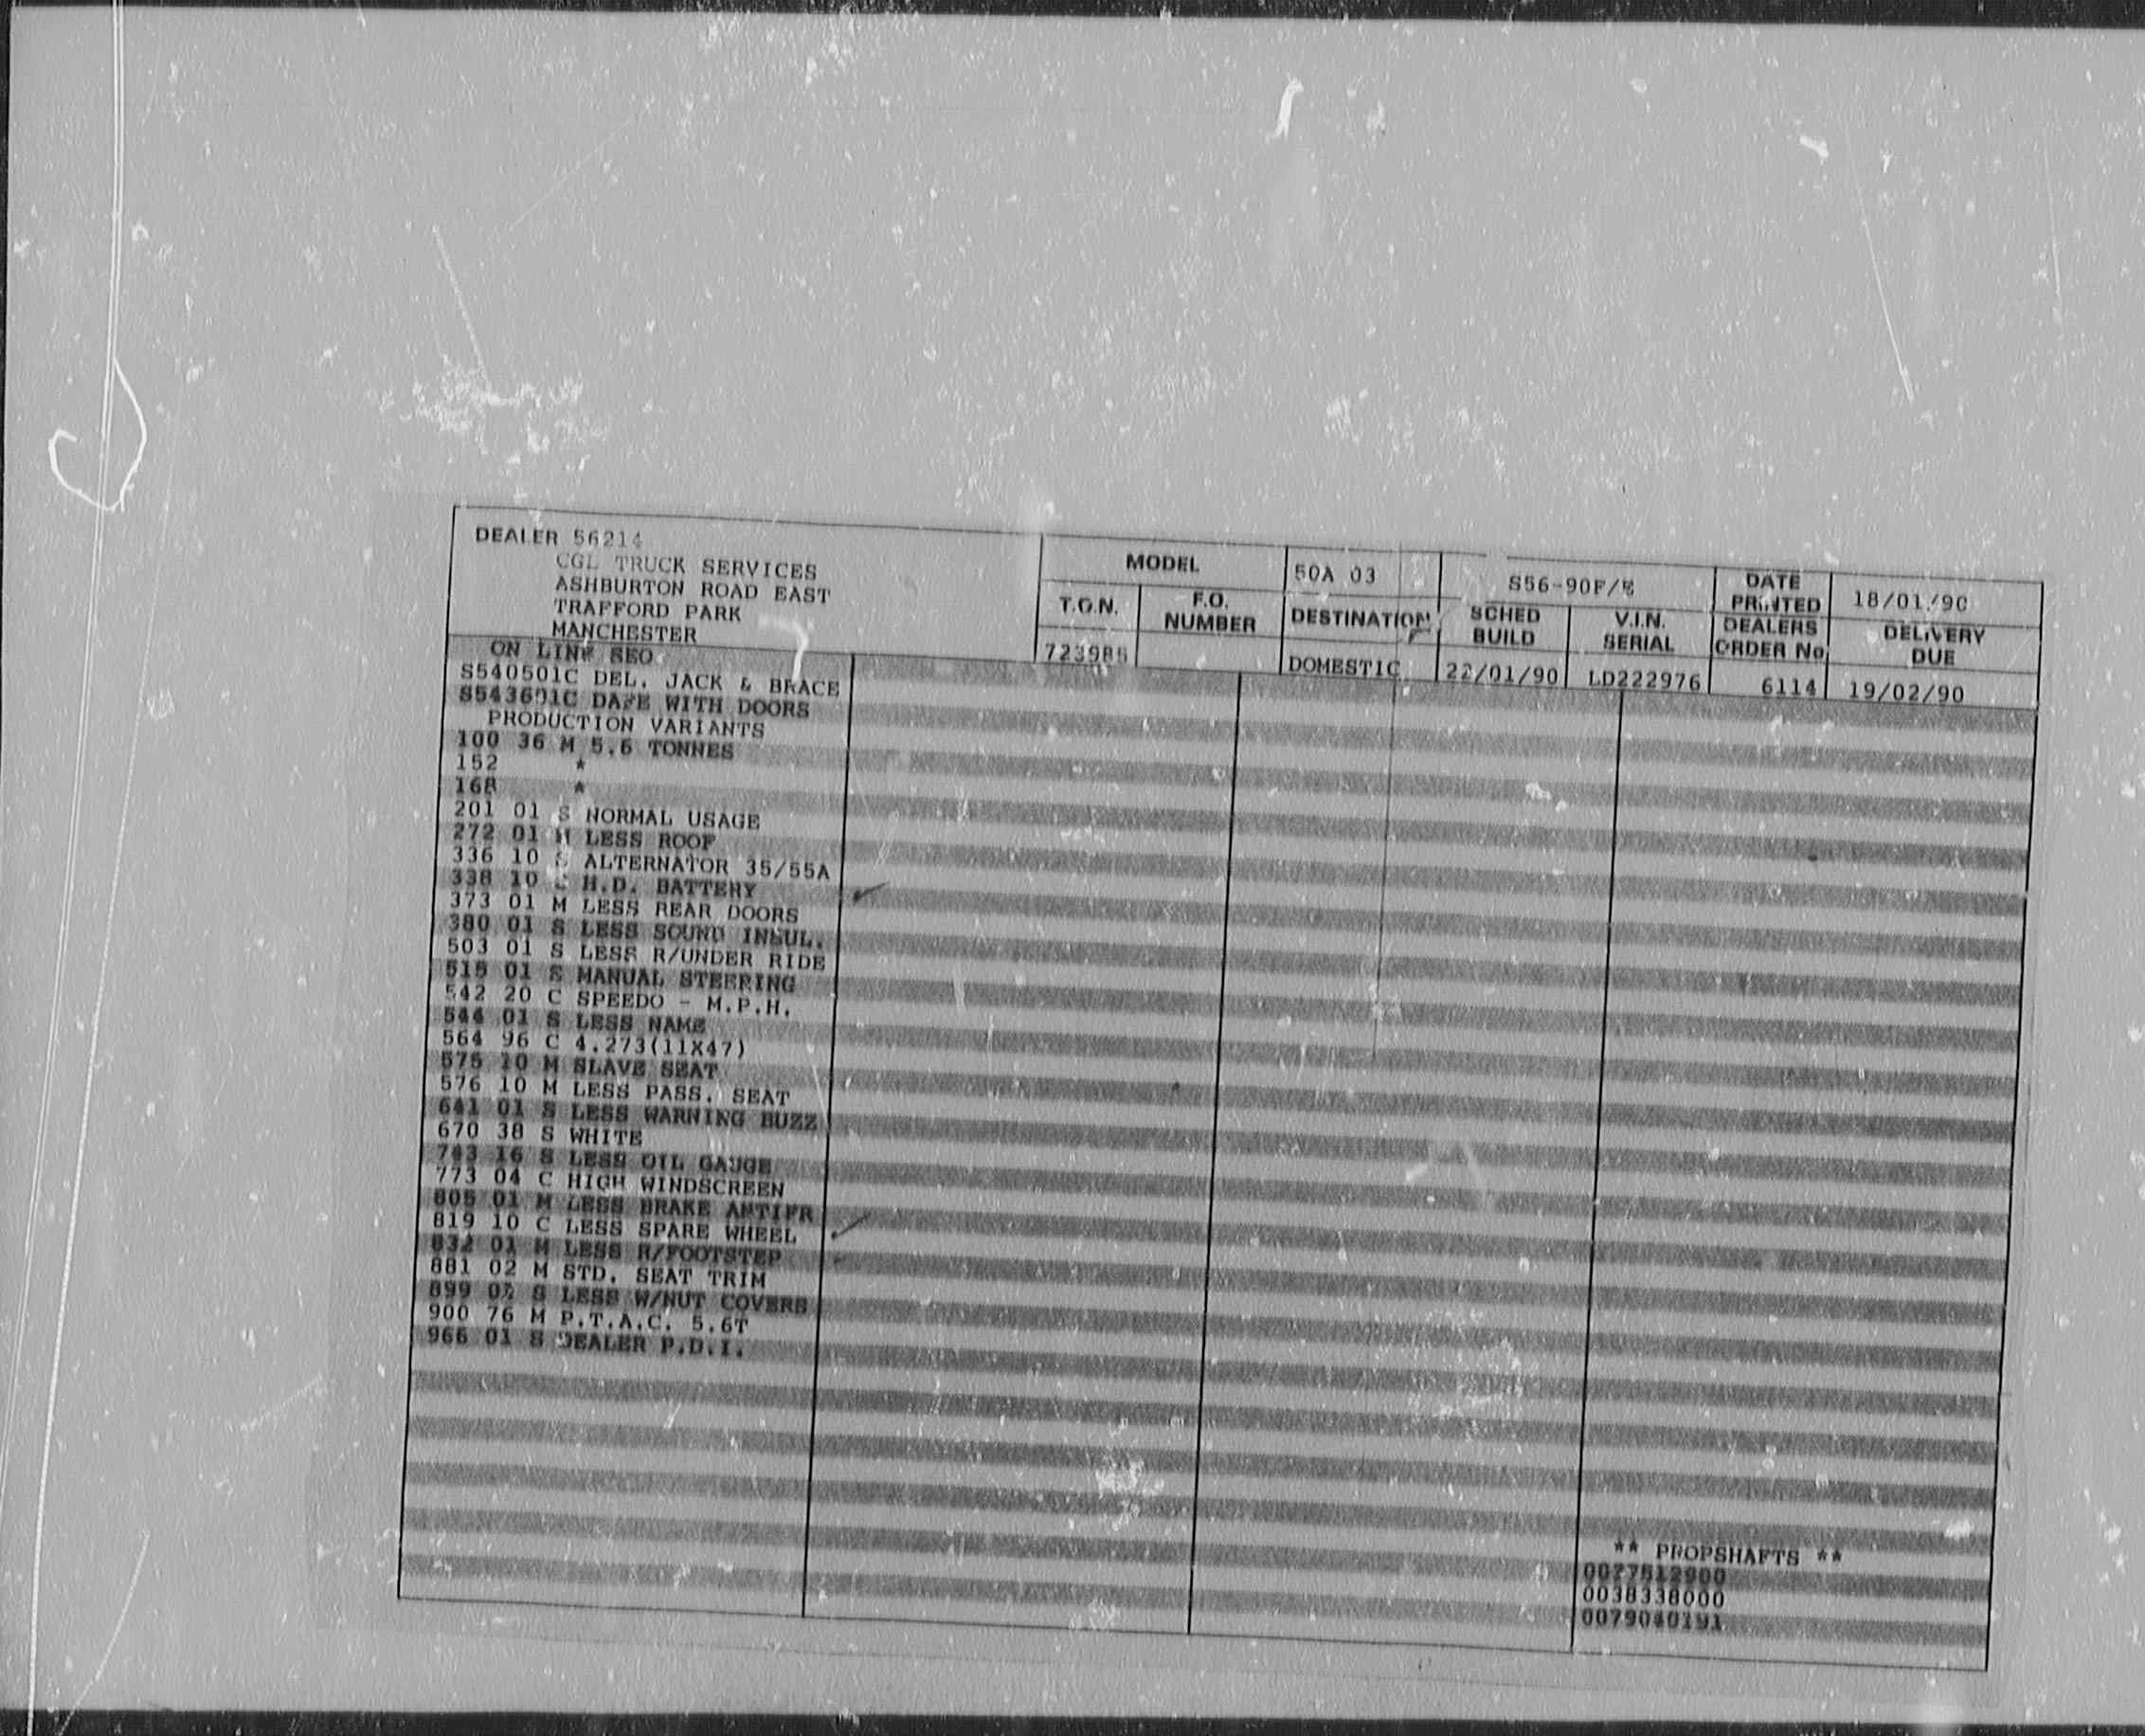 DEALER 56214
CGL TRUCK SERVICES
ASHBURTON ROAD EAST
TRAFFORD PARK
MANCHESTER
MODEL 50A 03 S56-90F/ DATE PRINTED 18/01/90
T.O.N. F.O. NUMBER DESTINATION SCHED BUILD V.I.N. SERIAL DEALERS ORDER No DELIVERY DUE
723985 DOMESTIC 22/01/90 LD222976 6114 19/02/90
ON LINE SEO
S540501C DEL. JACK & BRACE
S543601C DAFE WITH DOORS
PRODUCTION VARIANTS
100 36 M 5.6 TONNES
152 *
168 *
201 01 S NORMAL USAGE
272 01 M LESS ROOF
336 10 S ALTERNATOR 35/55A
338 10 C H.D. BATTERY
373 01 M LESS REAR DOORS
380 01 S LESS SOUND INSUL.
503 01 S LESS R/UNDER RIDE
515 01 S MANUAL STEERING
542 20 C SPEEDO - M.P.H.
544 01 S LESS NAME
564 96 C 4.273(11X47)
575 10 M SLAVE SEAT
576 10 M LESS PASS. SEAT
641 01 S LESS WARNING BUZZ
670 38 S WHITE
743 16 S LESS OIL GAUGE
773 04 C HIGH WINDSCREEN
805 01 M LESS BRAKE ANTIFR
819 10 C LESS SPARE WHEEL
832 01 M LESS R/FOOTSTEP
881 02 M STD. SEAT TRIM
899 S LESS W/NUT COVERS
900 76 M P.T.A.C. 5.6T
966 01 S DEALER P.D.I.
** PROPSHAFTS **
0027512900
0038338000
0079040191